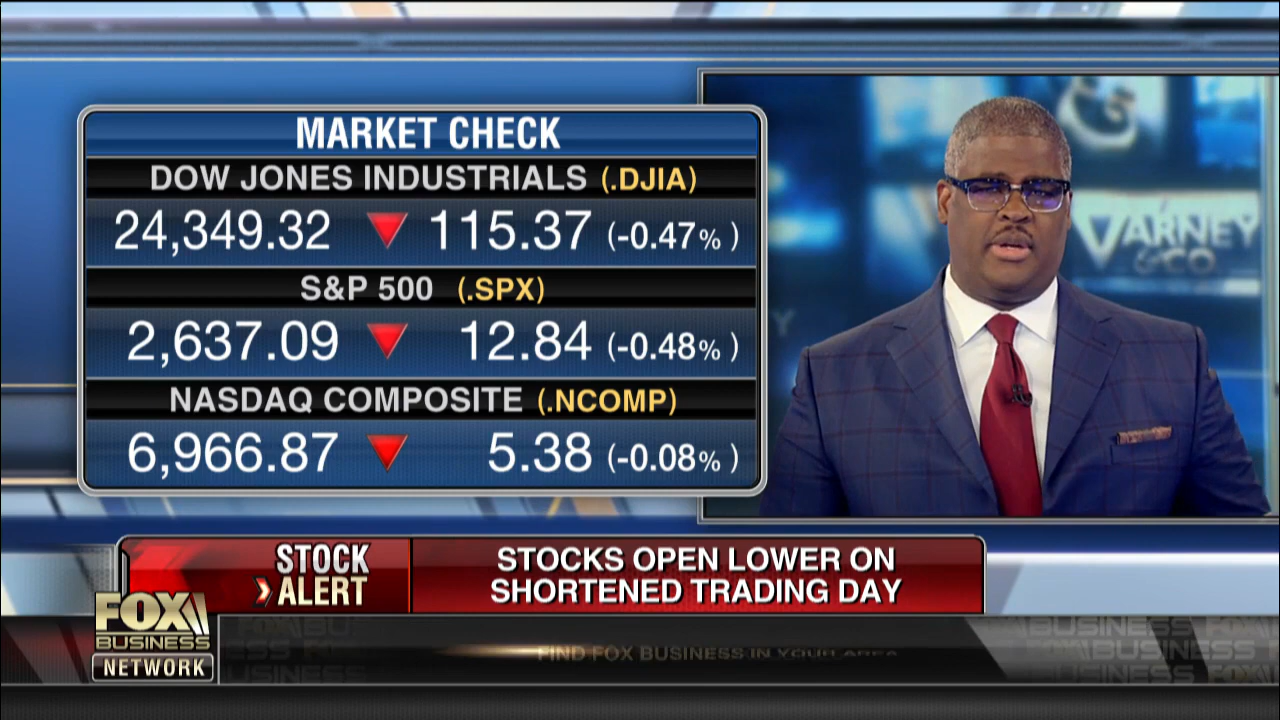 MARKET CHECK
DOW JONES INDUSTRIALS (.DJIA)
24,349.32 ▼ 115.37 (-0.47%)
S&P 500 (.SPX)
2,637.09 ▼ 12.84 (-0.48%)
NASDAQ COMPOSITE (.NCOMP)
6,966.87 ▼ 5.38 (-0.08%)
VARNEY
& CO
STOCK
ALERT
STOCKS OPEN LOWER ON
SHORTENED TRADING DAY
FOX
BUSINESS
NETWORK
FIND FOX BUSINESS IN YOUR AREA